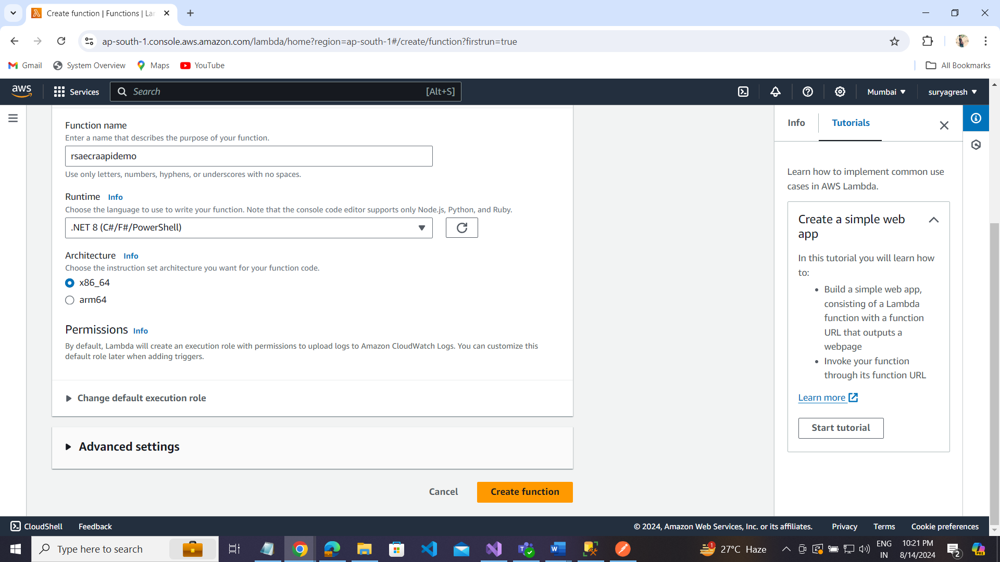 Create function | Functions | Lar
ap-south-1.console.aws.amazon.com/lambda/home?region=ap-south-1#/create/function?firstrun=true
Gmail
System Overview
Maps
YouTube
All Bookmarks
aws
Services
Search
[Alt+S]
Mumbai
suryagresh
Function name
Enter a name that describes the purpose of your function.
rsaecraapidemo
Use only letters, numbers, hyphens, or underscores with no spaces.
Runtime Info
Choose the language to use to write your function. Note that the console code editor supports only Node.js, Python, and Ruby.
.NET 8 (C#/F#/PowerShell)
Architecture Info
Choose the instruction set architecture you want for your function code.
x86_64
arm64
Permissions Info
By default, Lambda will create an execution role with permissions to upload logs to Amazon CloudWatch Logs. You can customize this
default role later when adding triggers.
Change default execution role
Advanced settings
Cancel
Create function
Info
Tutorials
Learn how to implement common use
cases in AWS Lambda.
Create a simple web
app
In this tutorial you will learn how
to:
• Build a simple web app,
consisting of a Lambda
function with a function
URL that outputs a
webpage
• Invoke your function
through its function URL
Learn more
Start tutorial
CloudShell
Feedback
© 2024, Amazon Web Services, Inc. or its affiliates.
Privacy
Terms
Cookie preferences
Type here to search
1
27°C Haze
ENG
IN
10:21 PM
8/14/2024
2
PRE